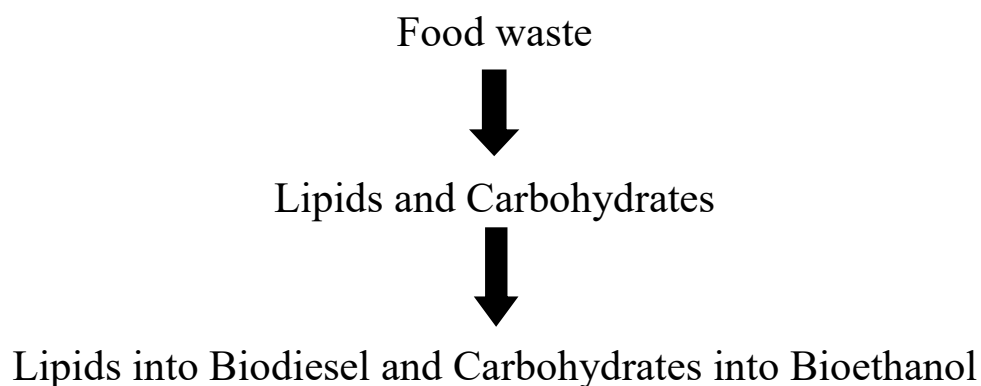 Food waste
Lipids and Carbohydrates
Lipids into Biodiesel and Carbohydrates into Bioethanol